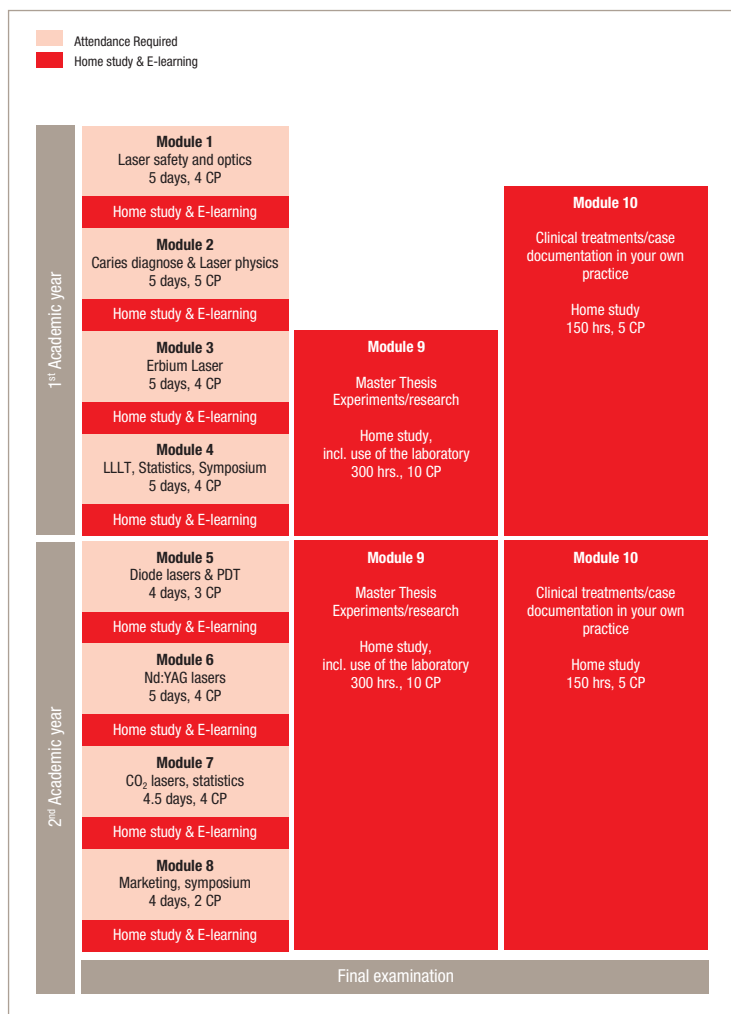 Attendance Required
Home study & E-learning
1st Academic year
Module 1
Laser safety and optics
5 days, 4 CP
Home study & E-learning
Module 2
Caries diagnose & Laser physics
5 days, 5 CP
Home study & E-learning
Module 3
Erbium Laser
5 days, 4 CP
Home study & E-learning
Module 4
LLLT, Statistics, Symposium
5 days, 4 CP
Home study & E-learning
Module 9
Master Thesis
Experiments/research
Home study,
incl. use of the laboratory
300 hrs., 10 CP
Module 10
Clinical treatments/case
documentation in your own
practice
Home study
150 hrs, 5 CP
2nd Academic year
Module 5
Diode lasers & PDT
4 days, 3 CP
Home study & E-learning
Module 6
Nd:YAG lasers
5 days, 4 CP
Home study & E-learning
Module 7
CO₂ lasers, statistics
4.5 days, 4 CP
Home study & E-learning
Module 8
Marketing, symposium
4 days, 2 CP
Home study & E-learning
Module 9
Master Thesis
Experiments/research
Home study,
incl. use of the laboratory
300 hrs., 10 CP
Module 10
Clinical treatments/case
documentation in your own
practice
Home study
150 hrs, 5 CP
Final examination